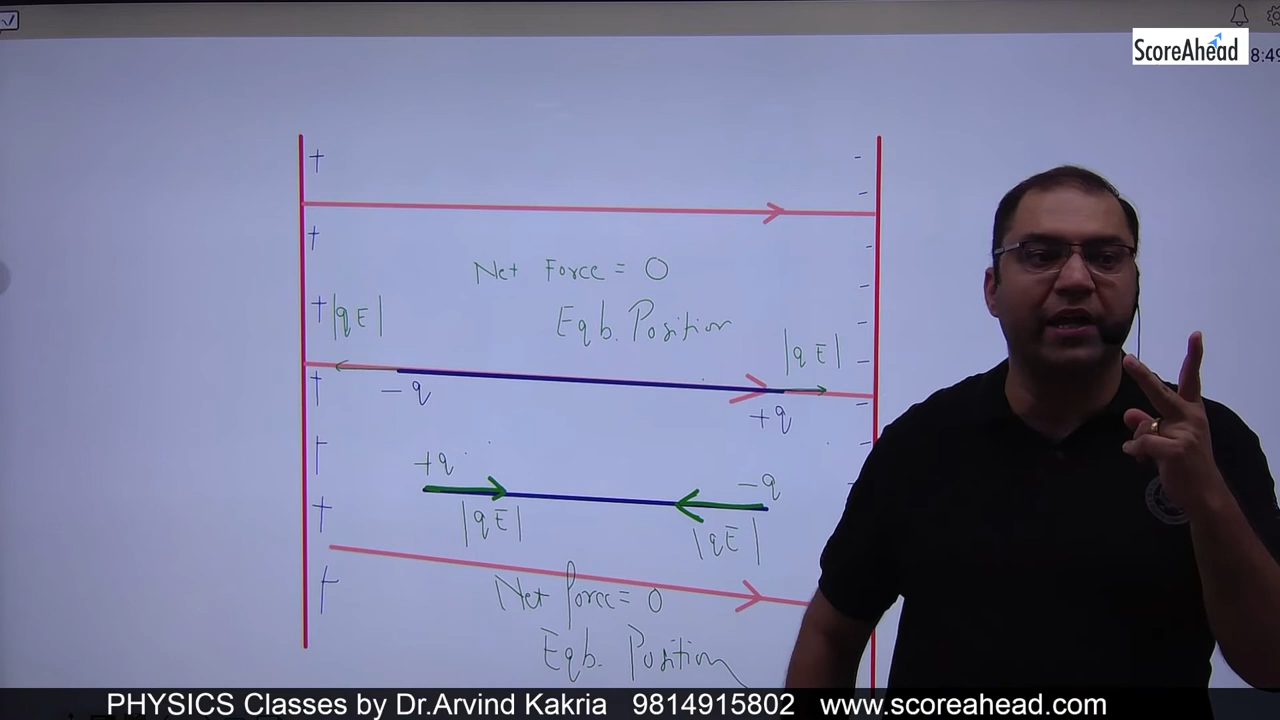 ScoreAhead
8:49
+ -
-
+ -
Net Force = 0
-
+ |qE| Eqb. Position -
|qE| -
+ -q +q -
+ +q -
-q -
+ |qE| |qE|
+ Net force = 0
Eqb. Position
PHYSICS Classes by Dr.Arvind Kakria 9814915802 www.scoreahead.com